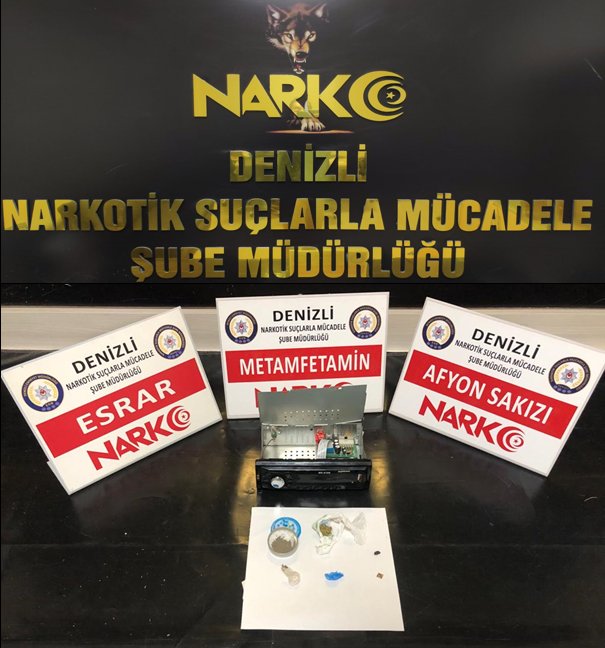 NARKO
DENİZLİ
NARKOTİK SUÇLARLA MÜCADELE
ŞUBE MÜDÜRLÜĞÜ
DENİZLİ
NARKOTİK SUÇLARLA MÜCADELE
ŞUBE MÜDÜRLÜĞÜ
ESRAR
NARKO
DENİZLİ
NARKOTİK SUÇLARLA MÜCADELE
ŞUBE MÜDÜRLÜĞÜ
METAMFETAMİN
NARKO
DENİZLİ
NARKOTİK SUÇLARLA MÜCADELE
ŞUBE MÜDÜRLÜĞÜ
AFYON SAKIZI
NARKO